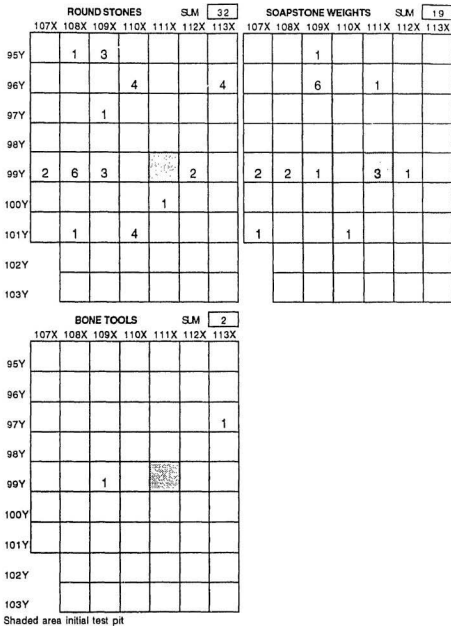 ROUND STONES SUM 32
107X 108X 109X 110X 111X 112X 113X
95Y 1 3
96Y 4 4
97Y 1
98Y
99Y 2 6 3 2
100Y 1
101Y 1 4
102Y
103Y
SOAPSTONE WEIGHTS SUM 19
107X 108X 109X 110X 111X 112X 113X
1
6 1
2 2 1 3 1
1 1
BONE TOOLS SUM 2
107X 108X 109X 110X 111X 112X 113X
95Y
96Y
97Y 1
98Y
99Y 1
100Y
101Y
102Y
103Y
Shaded area initial test pit